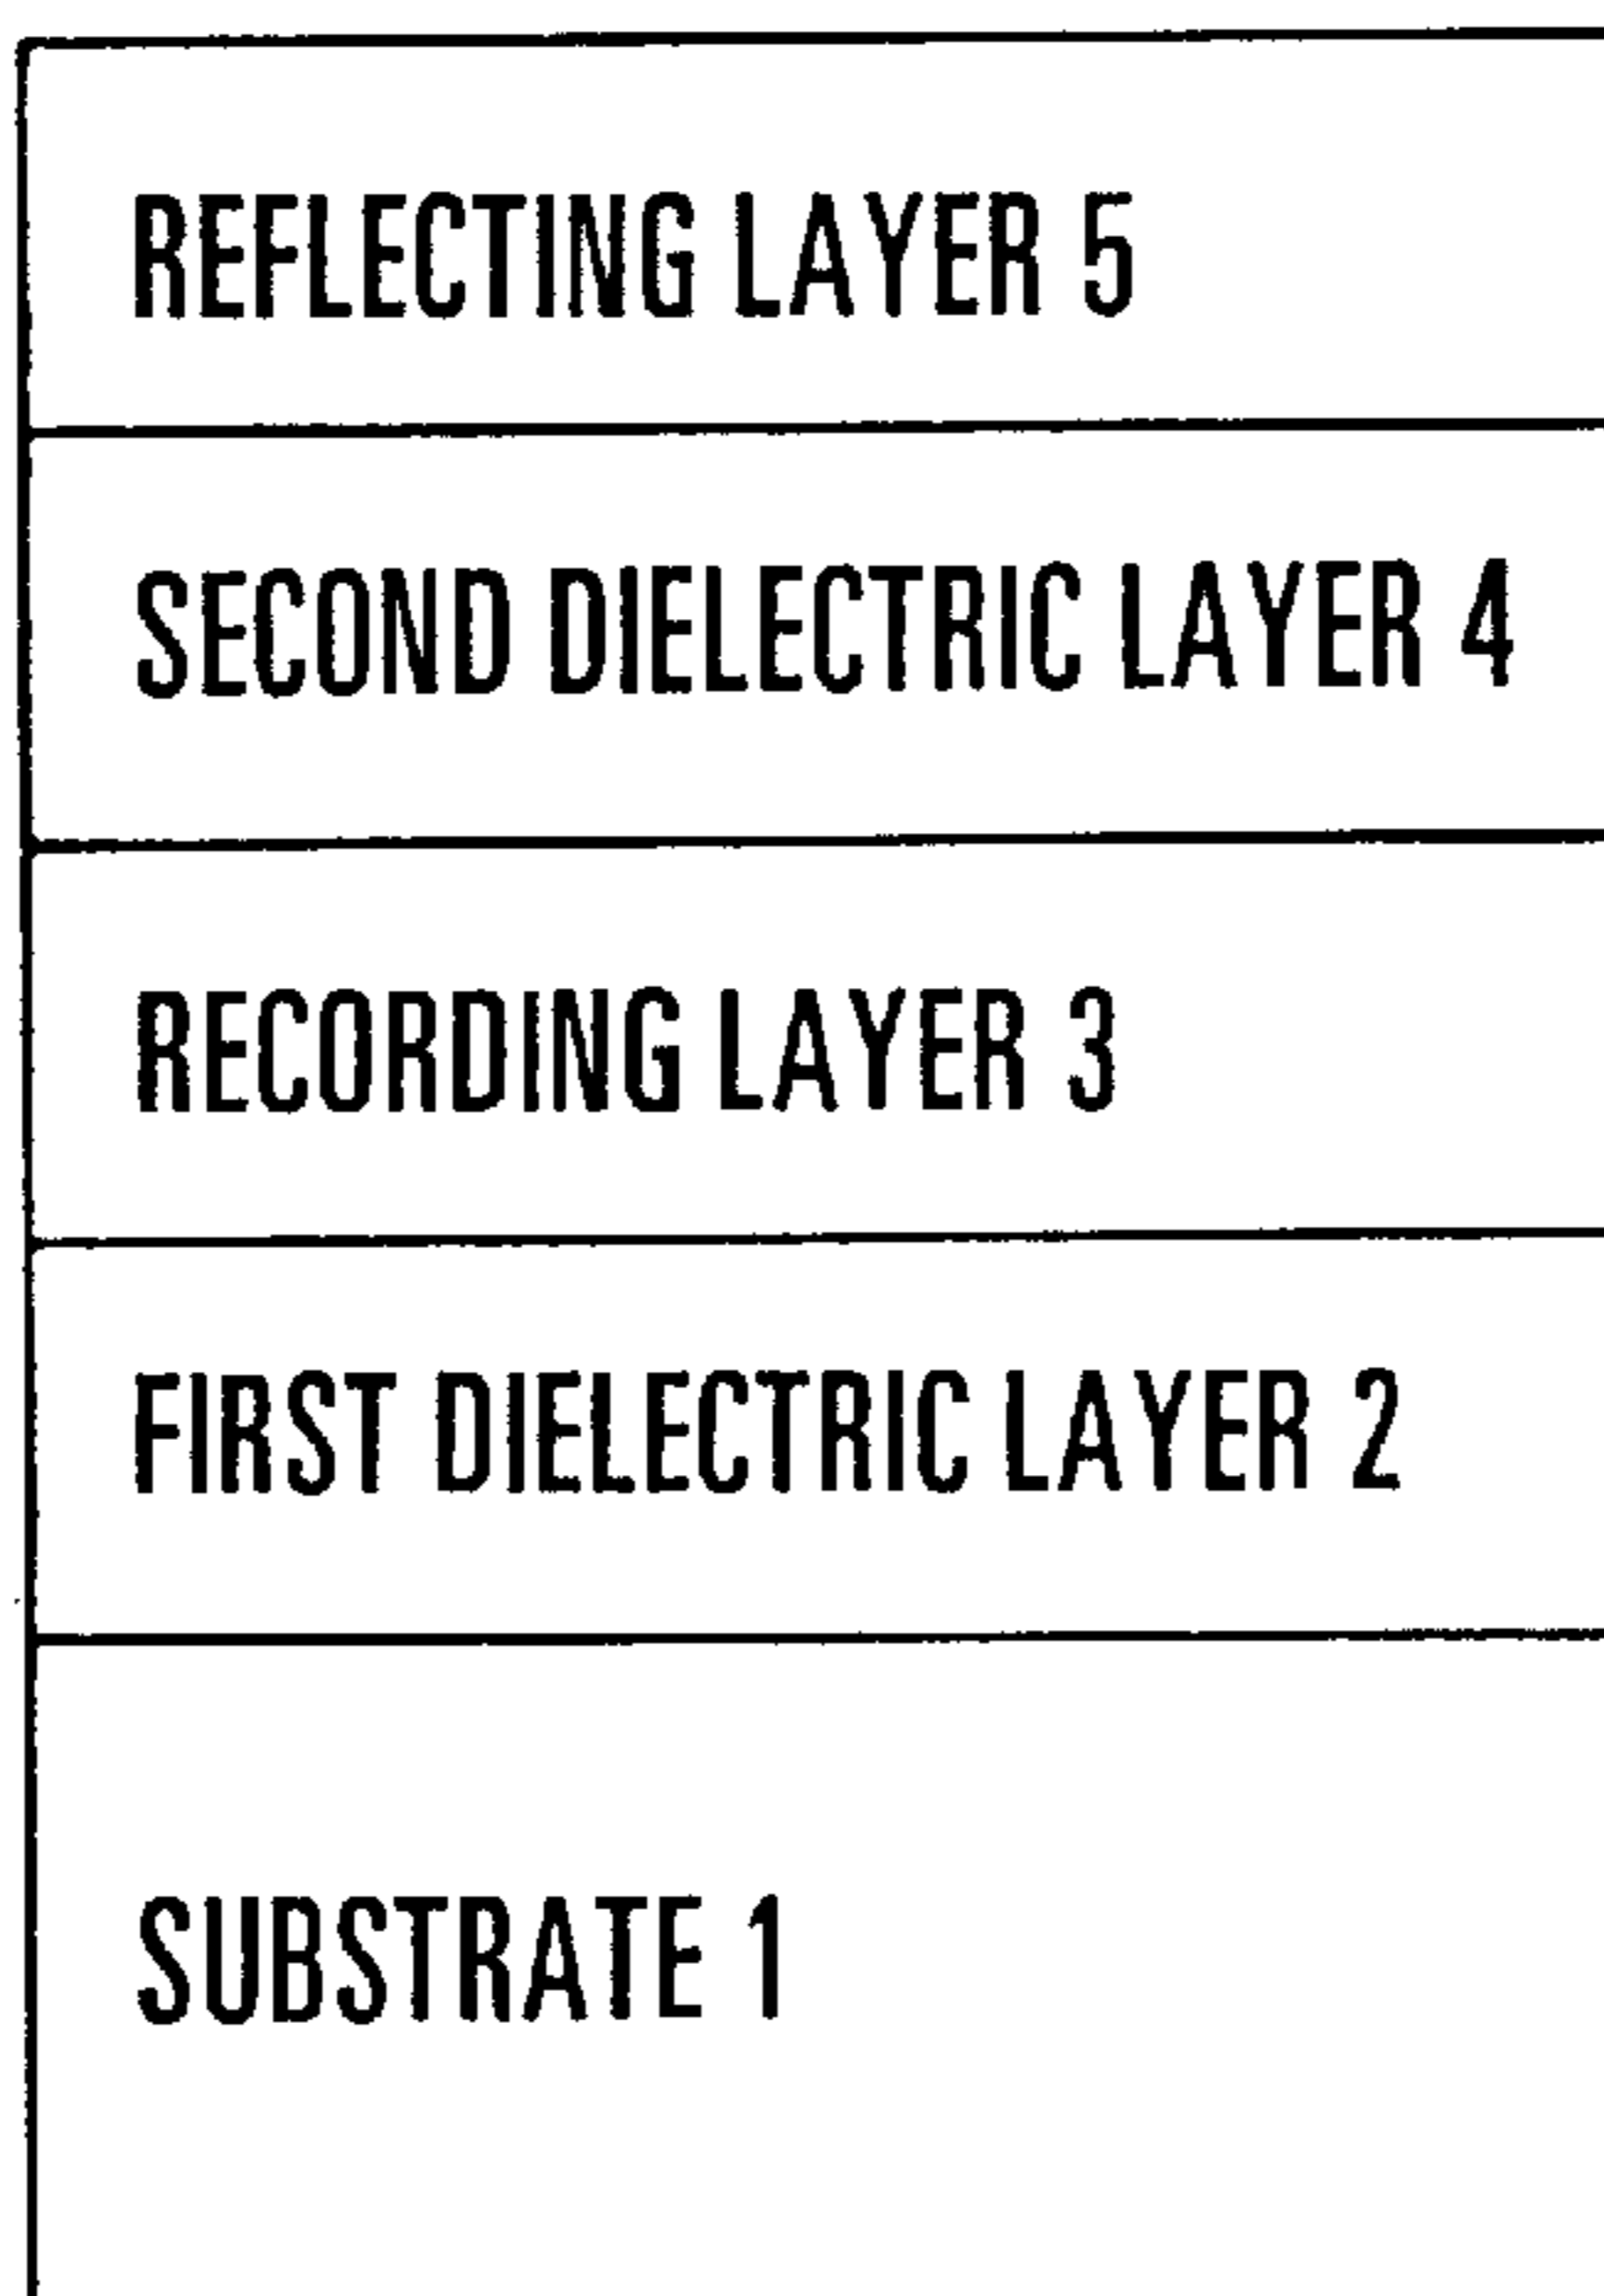 REFLECTING LAYER 5
SECOND DIELECTRIC LAYER 4
RECORDING LAYER 3
FIRST DIELECTRIC LAYER 2
SUBSTRATE 1